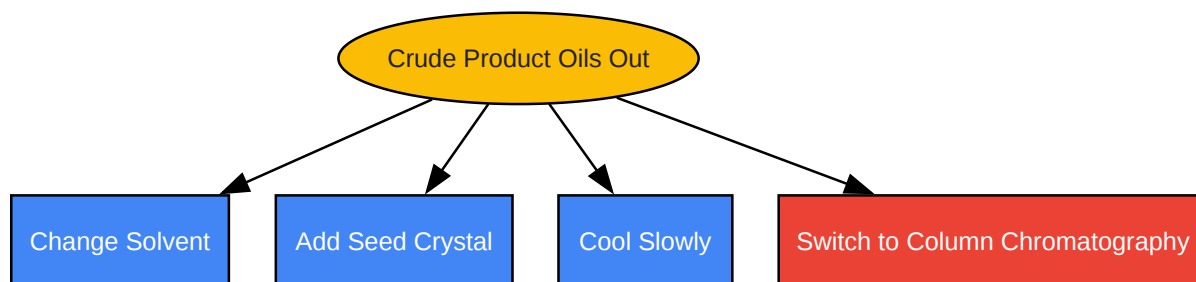 Crude Product Oils Out
Change Solvent
Add Seed Crystal
Cool Slowly
Switch to Column Chromatography